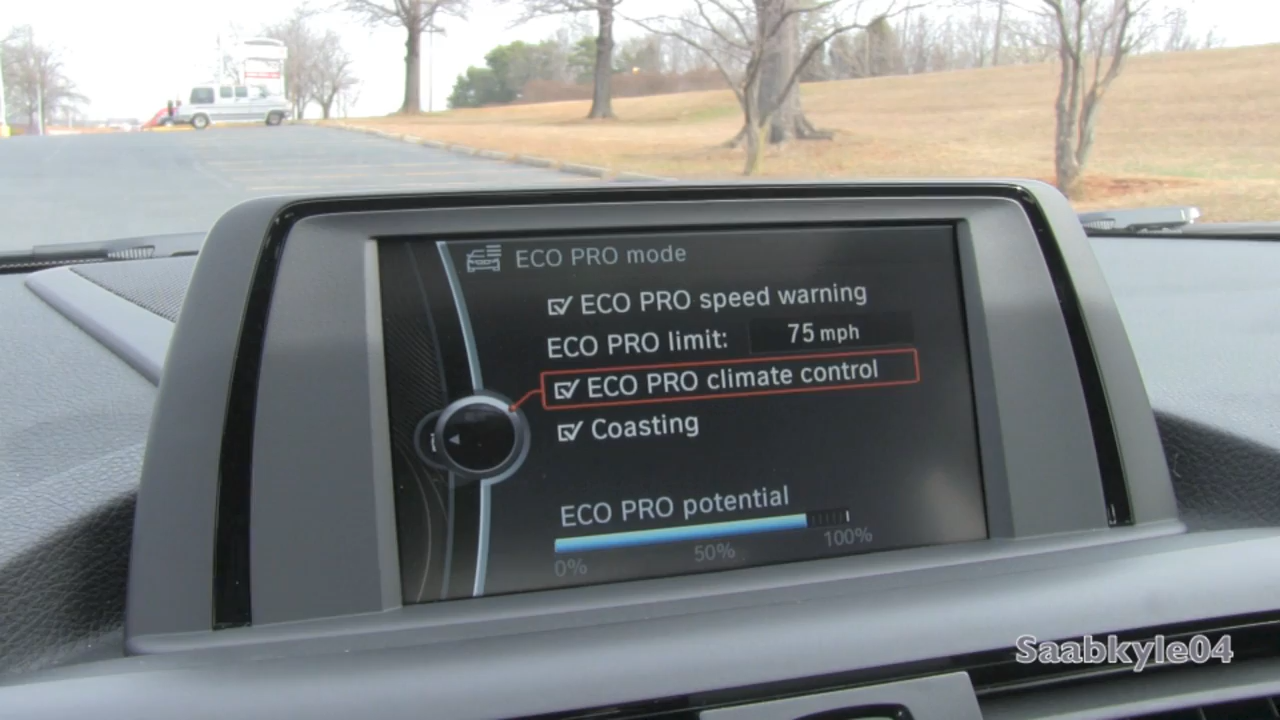 ECO PRO mode
ECO PRO speed warning
ECO PRO limit: 75 mph
ECO PRO climate control
Coasting
ECO PRO potential
0% 50% 100%
Saabkyle04